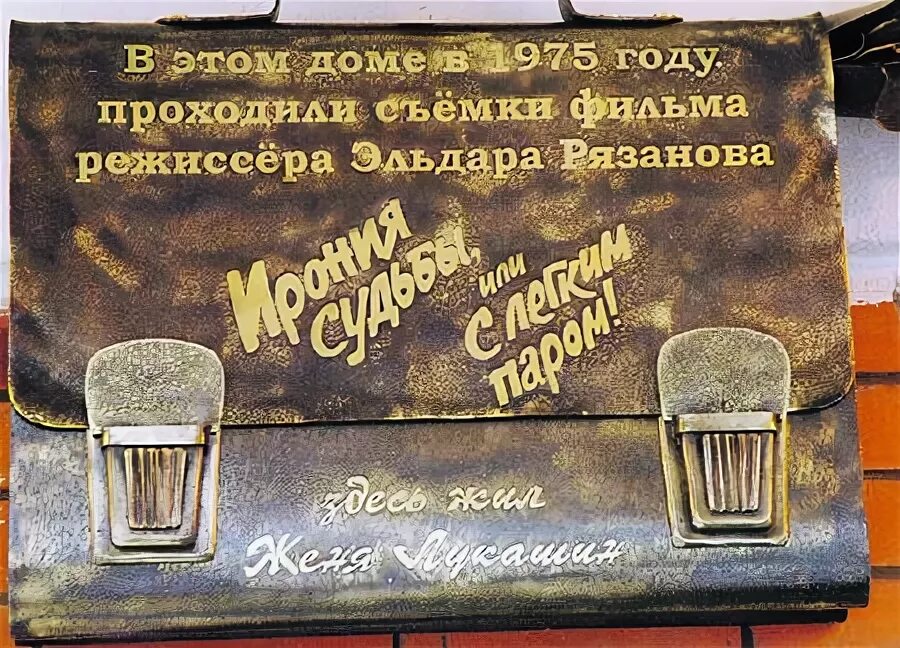 В этом доме в 1975 году
проходили съёмки фильма
режиссёра Эльдара Рязанова
Ирония
судьбы,
или
с легким
паром!
здесь жил
Женя Лукашин